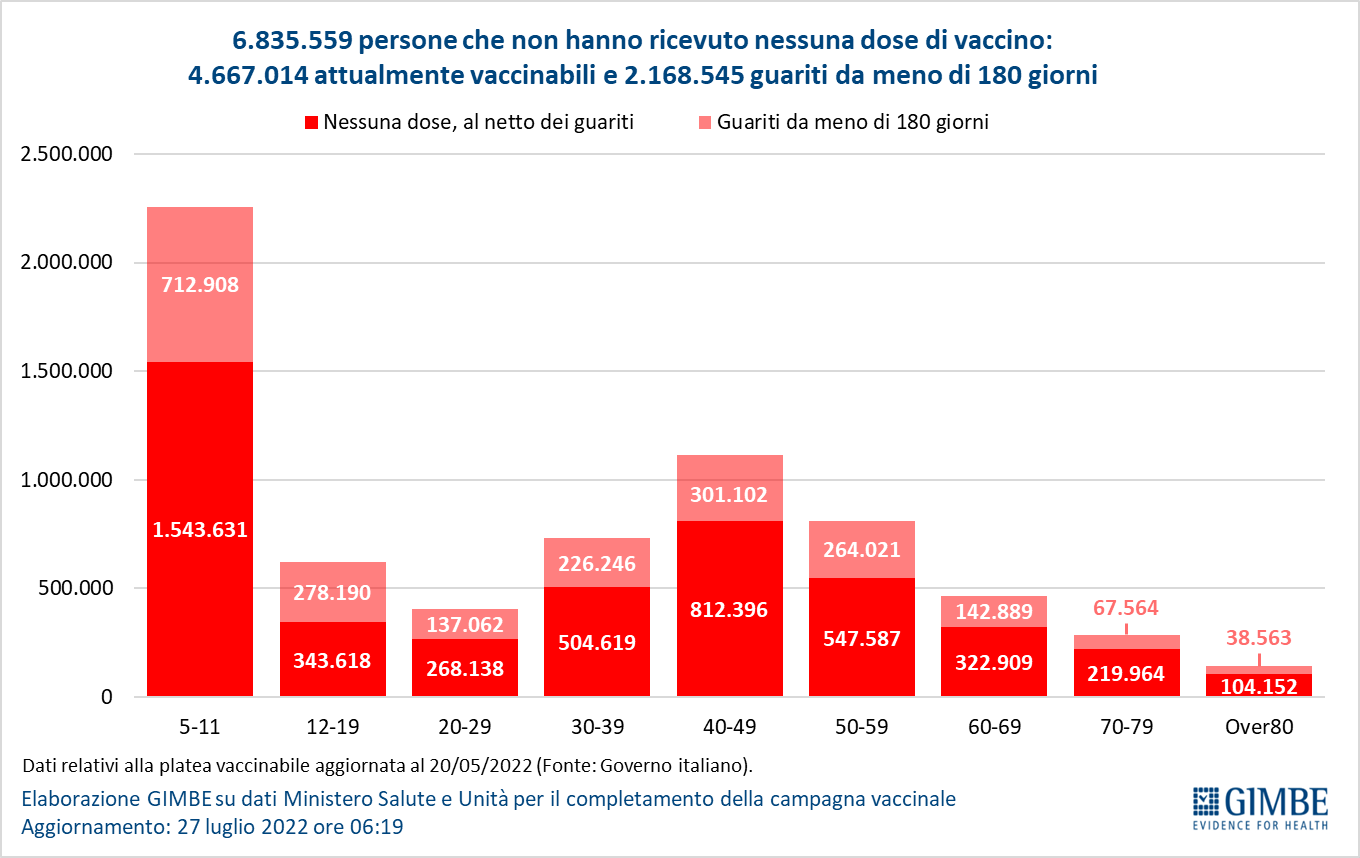 6.835.559 persone che non hanno ricevuto nessuna dose di vaccino:
4.667.014 attualmente vaccinabili e 2.168.545 guariti da meno di 180 giorni
Nessuna dose, al netto dei guariti
Guariti da meno di 180 giorni
2.500.000
2.000.000
1.500.000
1.000.000
500.000
0
712.908
1.543.631
278.190
343.618
137.062
268.138
226.246
504.619
301.102
812.396
264.021
547.587
142.889
322.909
67.564
219.964
38.563
104.152
5-11 12-19 20-29 30-39 40-49 50-59 60-69 70-79 Over80
Dati relativi alla platea vaccinabile aggiornata al 20/05/2022 (Fonte: Governo italiano).
Elaborazione GIMBE su dati Ministero Salute e Unità per il completamento della campagna vaccinale
Aggiornamento: 27 luglio 2022 ore 06:19
GIMBE
EVIDENCE FOR HEALTH